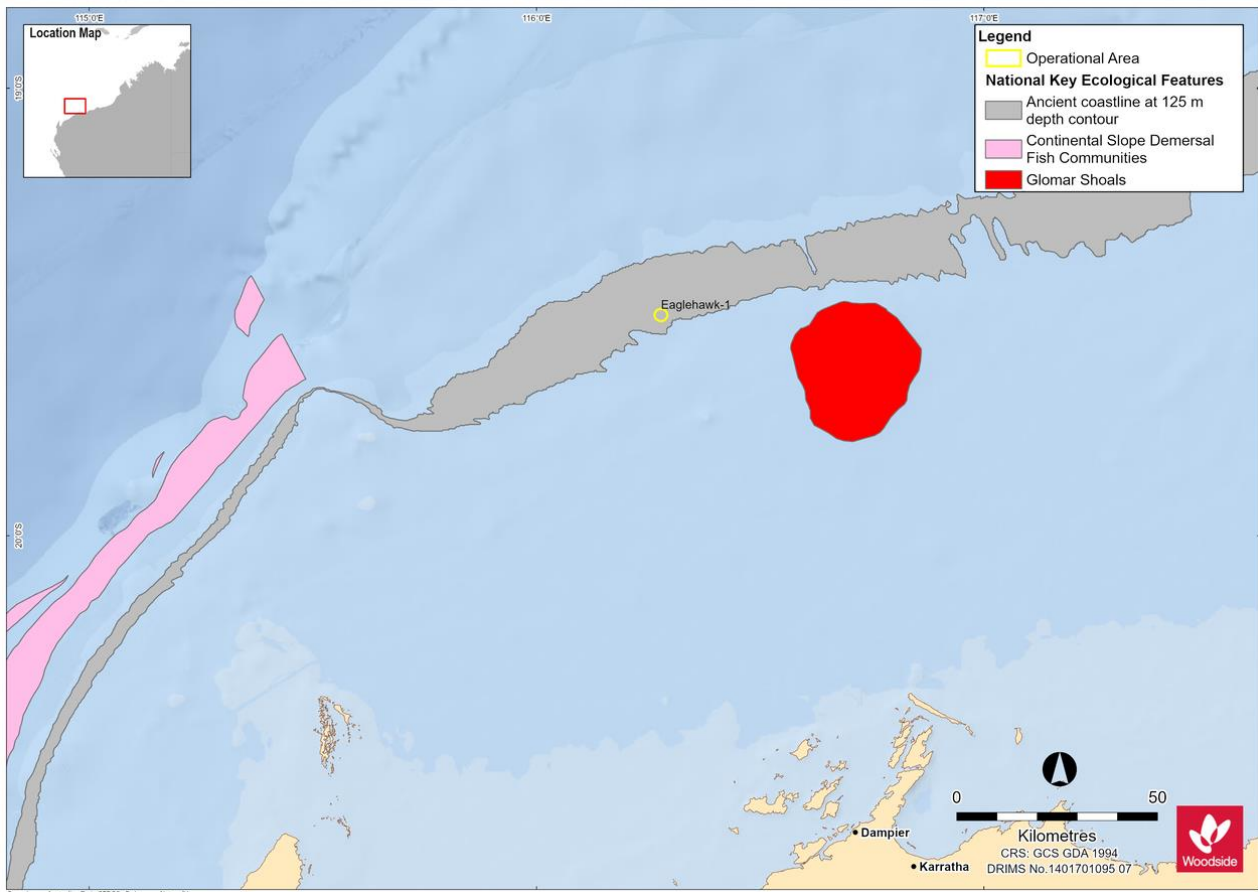 115°0'E
116°0'E
117°0'E
Location Map
Legend
Operational Area
National Key Ecological Features
Ancient coastline at 125 m
depth contour
Continental Slope Demersal
Fish Communities
Glomar Shoals
19°0'S
Eaglehawk-1
20°0'S
0
50
Kilometres
CRS: GCS GDA 1994
DRIMS No.1401701095 07
Woodside
Dampier
Karratha